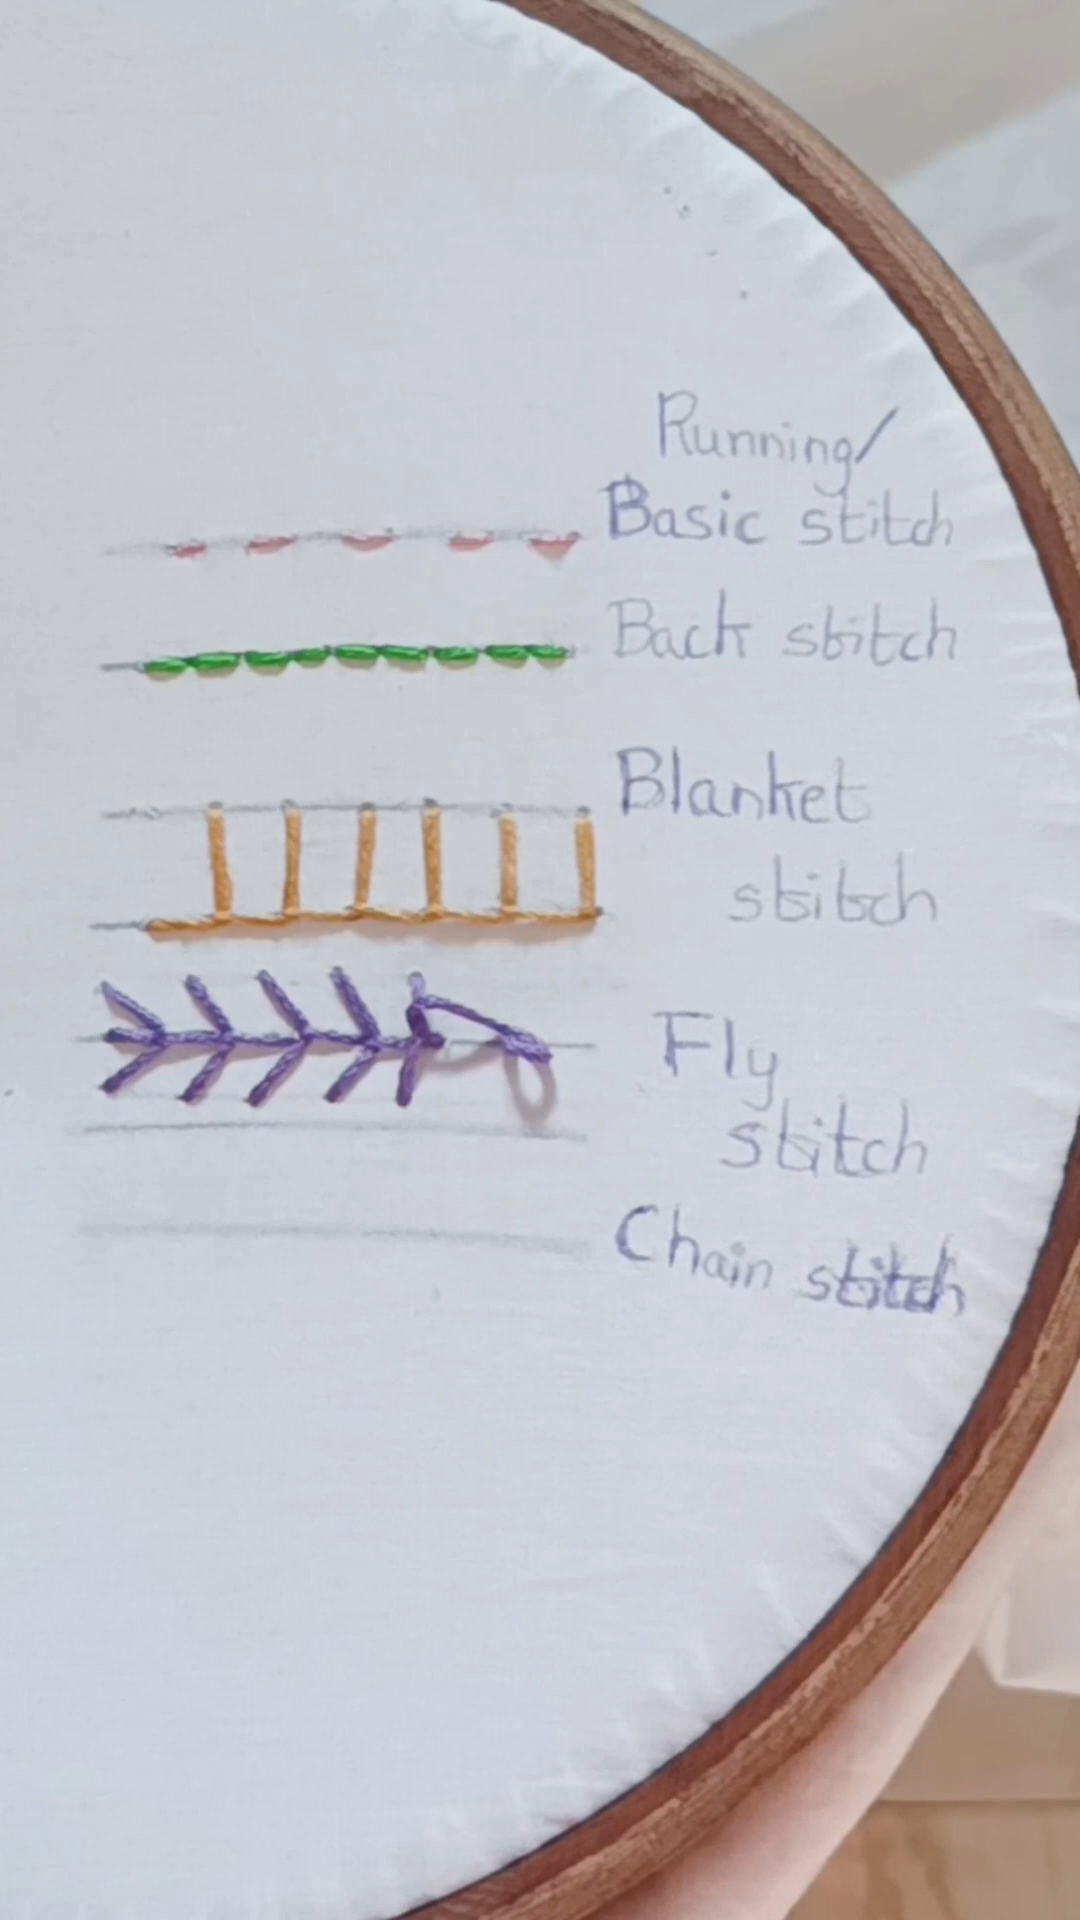 Running/
Basic stitch
Back stitch
Blanket
stitch
Fly
stitch
Chain stitch